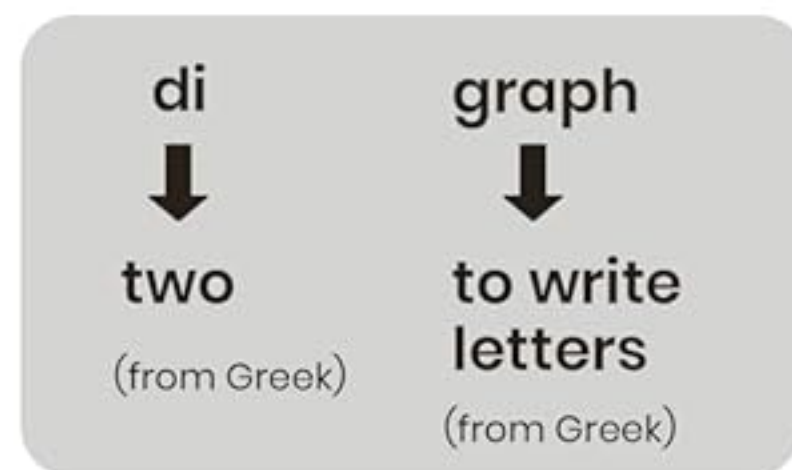 di graph
two to write
letters
(from Greek)
(from Greek)